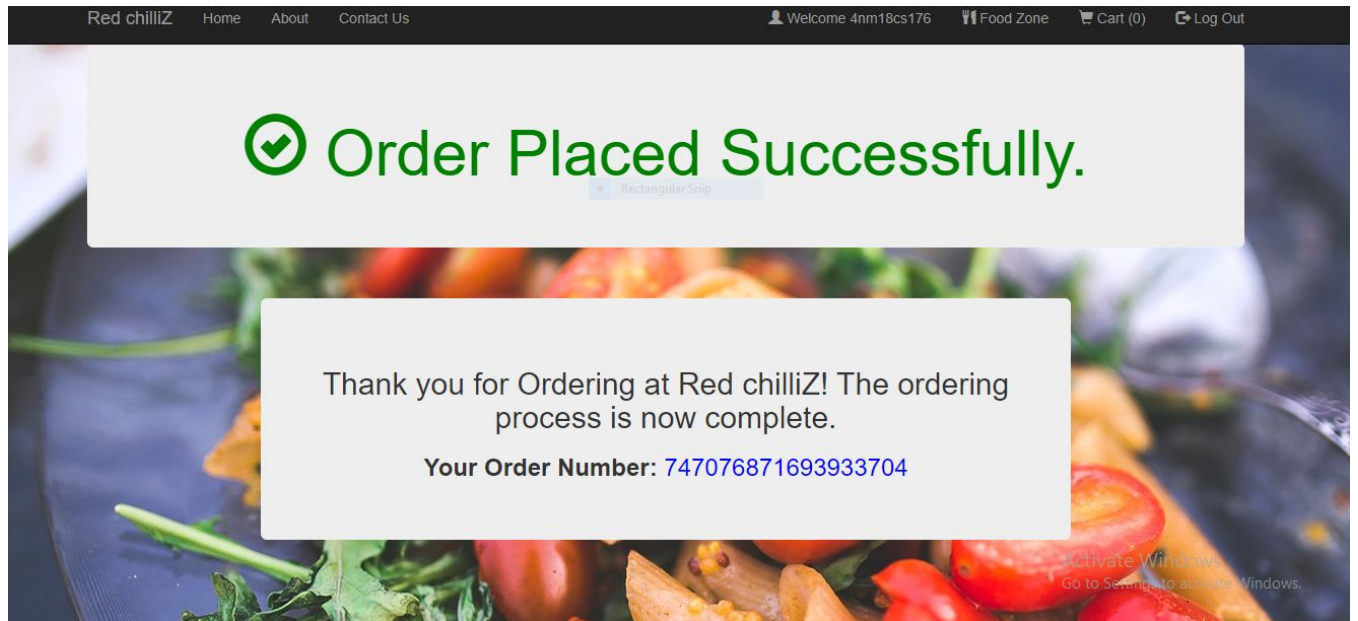 Red chilliZ Home About Contact Us Welcome 4nm18cs176 Food Zone Cart (0) Log Out
Order Placed Successfully.
Rectangular Snip
Thank you for Ordering at Red chilliZ! The ordering
process is now complete.
Your Order Number: 747076871693933704
Activate Windows
Go to Settings to activate Windows.